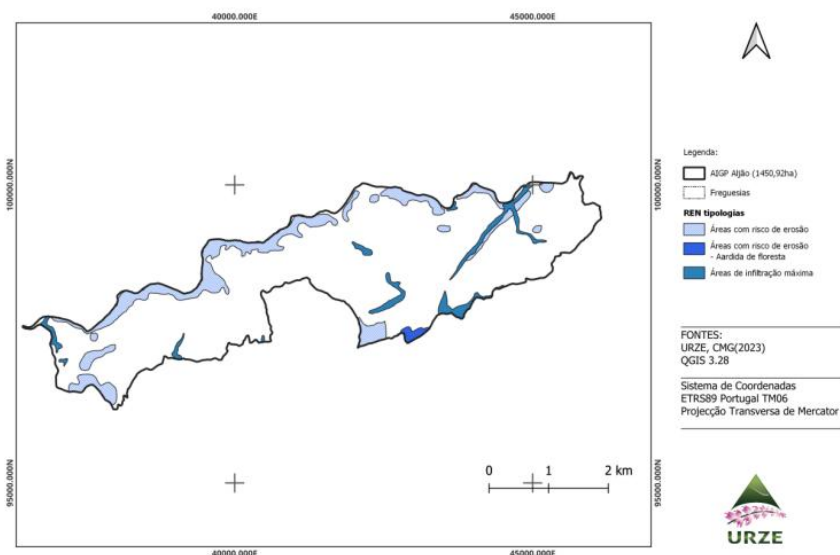 40000.000E
45000.000E
100000.000N
100000.000N
Legenda:
AIGP Aljão (1450,92ha)
Freguesias
REN tipologias
Áreas com risco de erosão
Áreas com risco de erosão
- Aardida de floresta
Áreas de infiltração máxima
FONTES:
URZE, CMG(2023)
QGIS 3.28
Sistema de Coordenadas
ETRS89 Portugal TM06
Projecção Transversa de Mercator
0 1 2 km
95000.000N
95000.000N
40000.000E
45000.000E
URZE